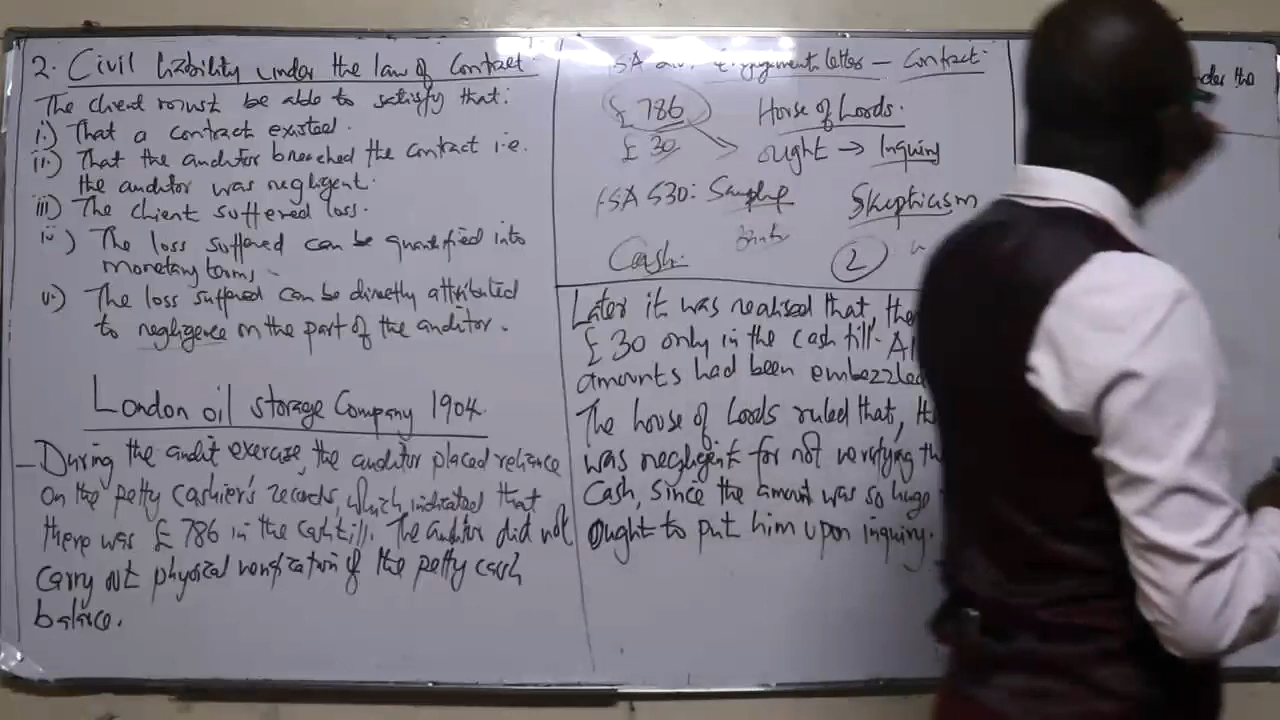 2. Civil liability under the law of Contract.
The client must be able to satisfy that:
i.) That a contract existed.
ii.) That the auditor breached the contract i.e.
the auditor was negligent.
iii) The client suffered loss.
iv) The loss suffered can be quantified into
monetary terms.
v.) The loss suffered can be directly attributed
to negligence on the part of the auditor.
London oil storage Company 1904.
- During the audit exercise, the auditor placed reliance
on the petty cashier's records, which indicated that
there was £ 786 in the cash till. The auditor did not
carry out physical verification of the petty cash
balance.
letter – Contract.
£ 786
House of Lords.
£ 30
ought → Inquiry
ISA 530: Sampling
Skepticism
Cash.
2
Later it was realised that, the
£ 30 only in the cash till.
amounts had been embezzled
The house of Lords ruled that,
was negligent for not verifying th
Cash, since the amount was so huge
ought to put him upon inquiry.
the